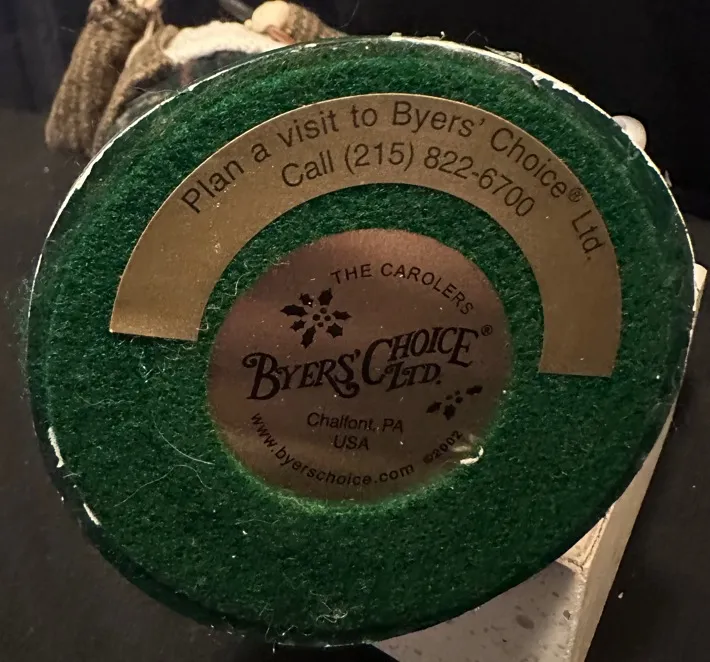 Plan a visit to Byers' Choice® Ltd.
Call (215) 822-6700
THE CAROLERS
BYERS' CHOICE®
LTD.
Chalfont, PA
USA
www.byerschoice.com ©2002